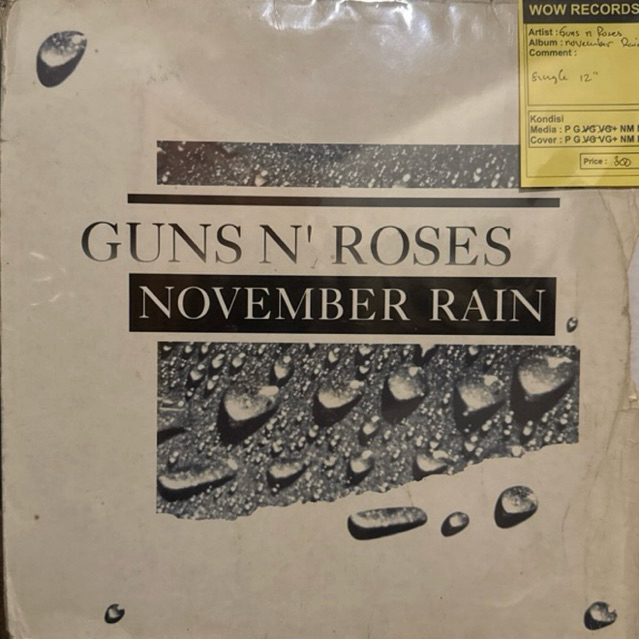 WOW RECORDS
Artist : Guns n Roses
Album : november Rain
Comment :
Single 12"
Kondisi
Media : P G VG VG+ NM
Cover : P G VG VG+ NM
Price : 300
GUNS N' ROSES
NOVEMBER RAIN